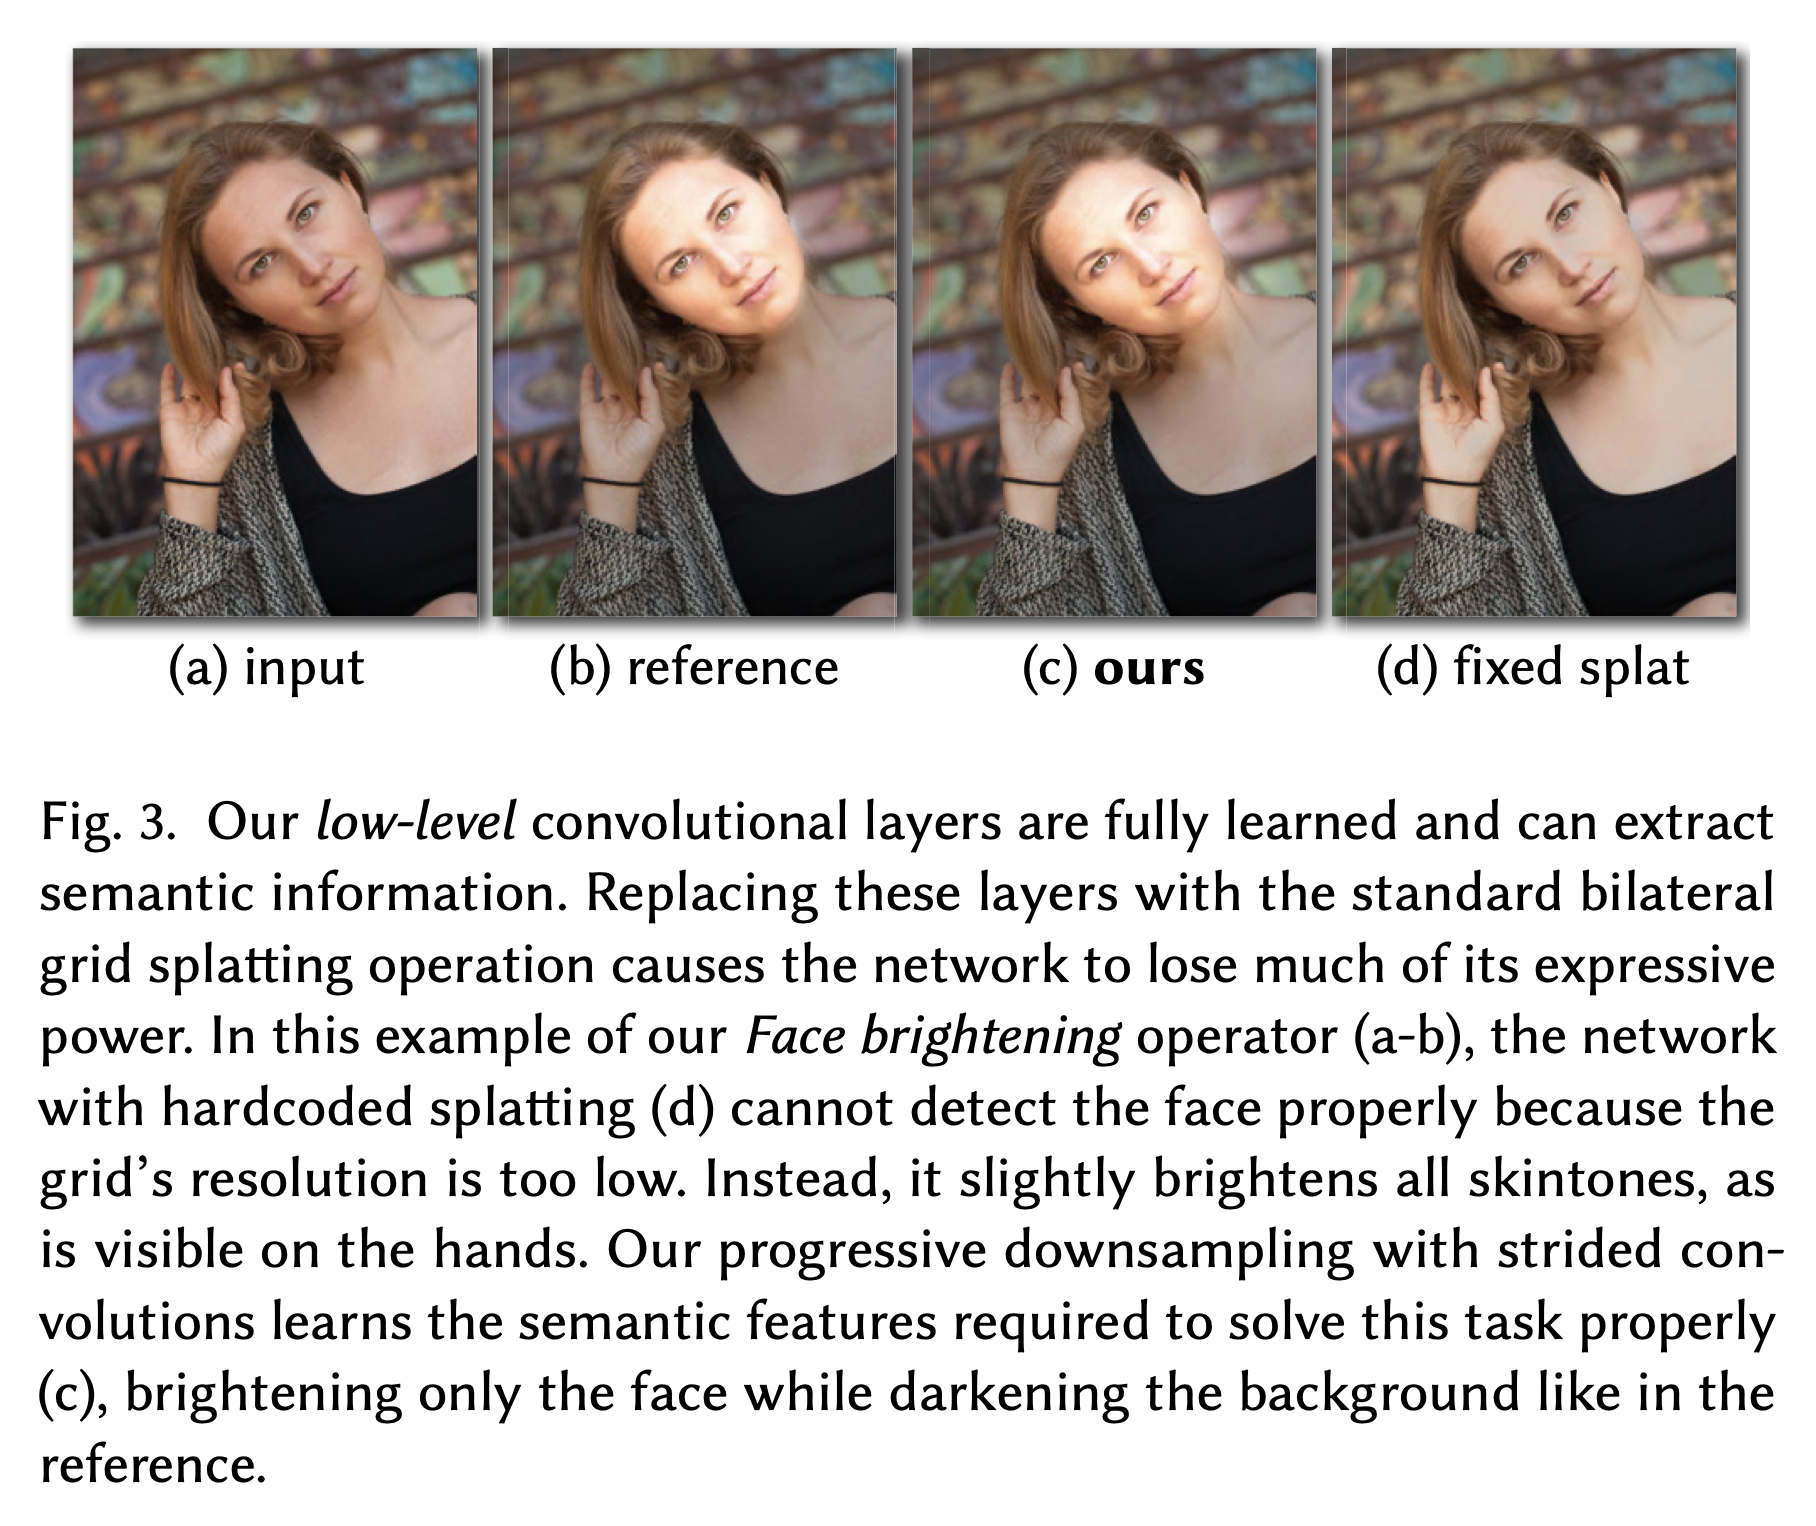 (a) input (b) reference (c) ours (d) fixed splat
Fig. 3. Our low-level convolutional layers are fully learned and can extract
semantic information. Replacing these layers with the standard bilateral
grid splatting operation causes the network to lose much of its expressive
power. In this example of our Face brightening operator (a-b), the network
with hardcoded splatting (d) cannot detect the face properly because the
grid’s resolution is too low. Instead, it slightly brightens all skintones, as
is visible on the hands. Our progressive downsampling with strided con-
volutions learns the semantic features required to solve this task properly
(c), brightening only the face while darkening the background like in the
reference.